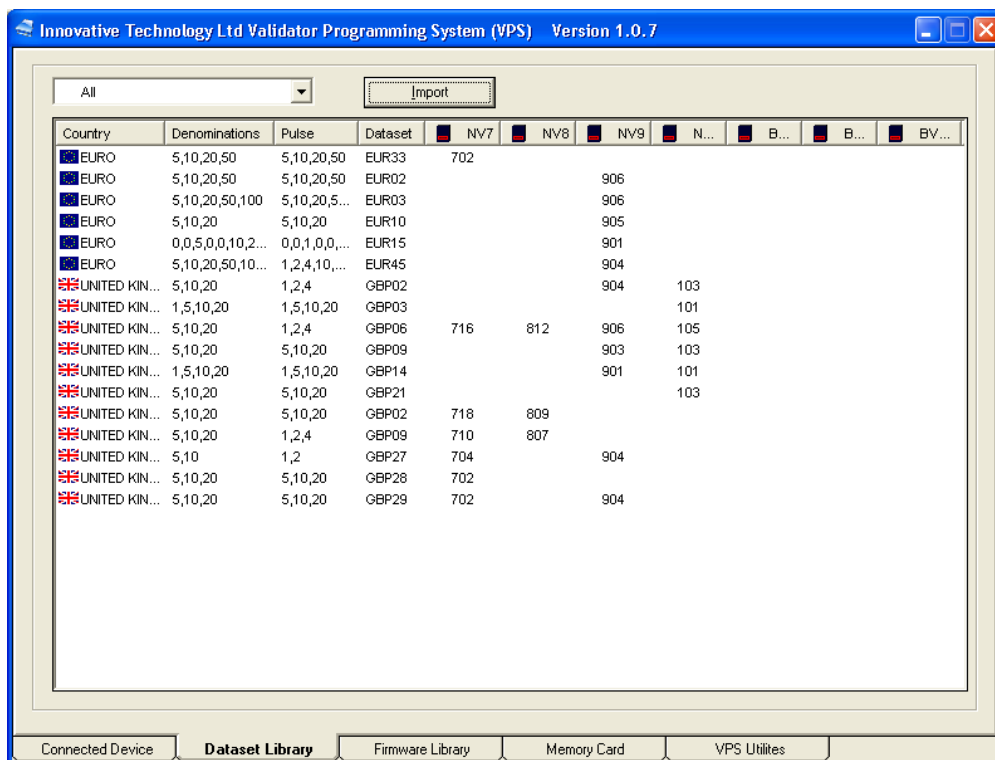 Innovative Technology Ltd Validator Programming System (VPS) Version 1.0.7
All Import
Country Denominations Pulse Dataset NV7 NV8 NV9 N... B... B... BV...
EURO 5,10,20,50 5,10,20,50 EUR33 702
EURO 5,10,20,50 5,10,20,50 EUR02 906
EURO 5,10,20,50,100 5,10,20,5... EUR03 906
EURO 5,10,20 5,10,20 EUR10 905
EURO 0,0,5,0,0,10,2... 0,0,1,0,0,... EUR15 901
EURO 5,10,20,50,10... 1,2,4,10,... EUR45 904
UNITED KIN... 5,10,20 1,2,4 GBP02 904 103
UNITED KIN... 1,5,10,20 1,5,10,20 GBP03 101
UNITED KIN... 5,10,20 1,2,4 GBP06 716 812 906 105
UNITED KIN... 5,10,20 5,10,20 GBP09 903 103
UNITED KIN... 1,5,10,20 1,5,10,20 GBP14 901 101
UNITED KIN... 5,10,20 5,10,20 GBP21 103
UNITED KIN... 5,10,20 5,10,20 GBP02 718 809
UNITED KIN... 5,10,20 1,2,4 GBP09 710 807
UNITED KIN... 5,10 1,2 GBP27 704 904
UNITED KIN... 5,10,20 5,10,20 GBP28 702
UNITED KIN... 5,10,20 5,10,20 GBP29 702 904
Connected Device Dataset Library Firmware Library Memory Card VPS Utilites